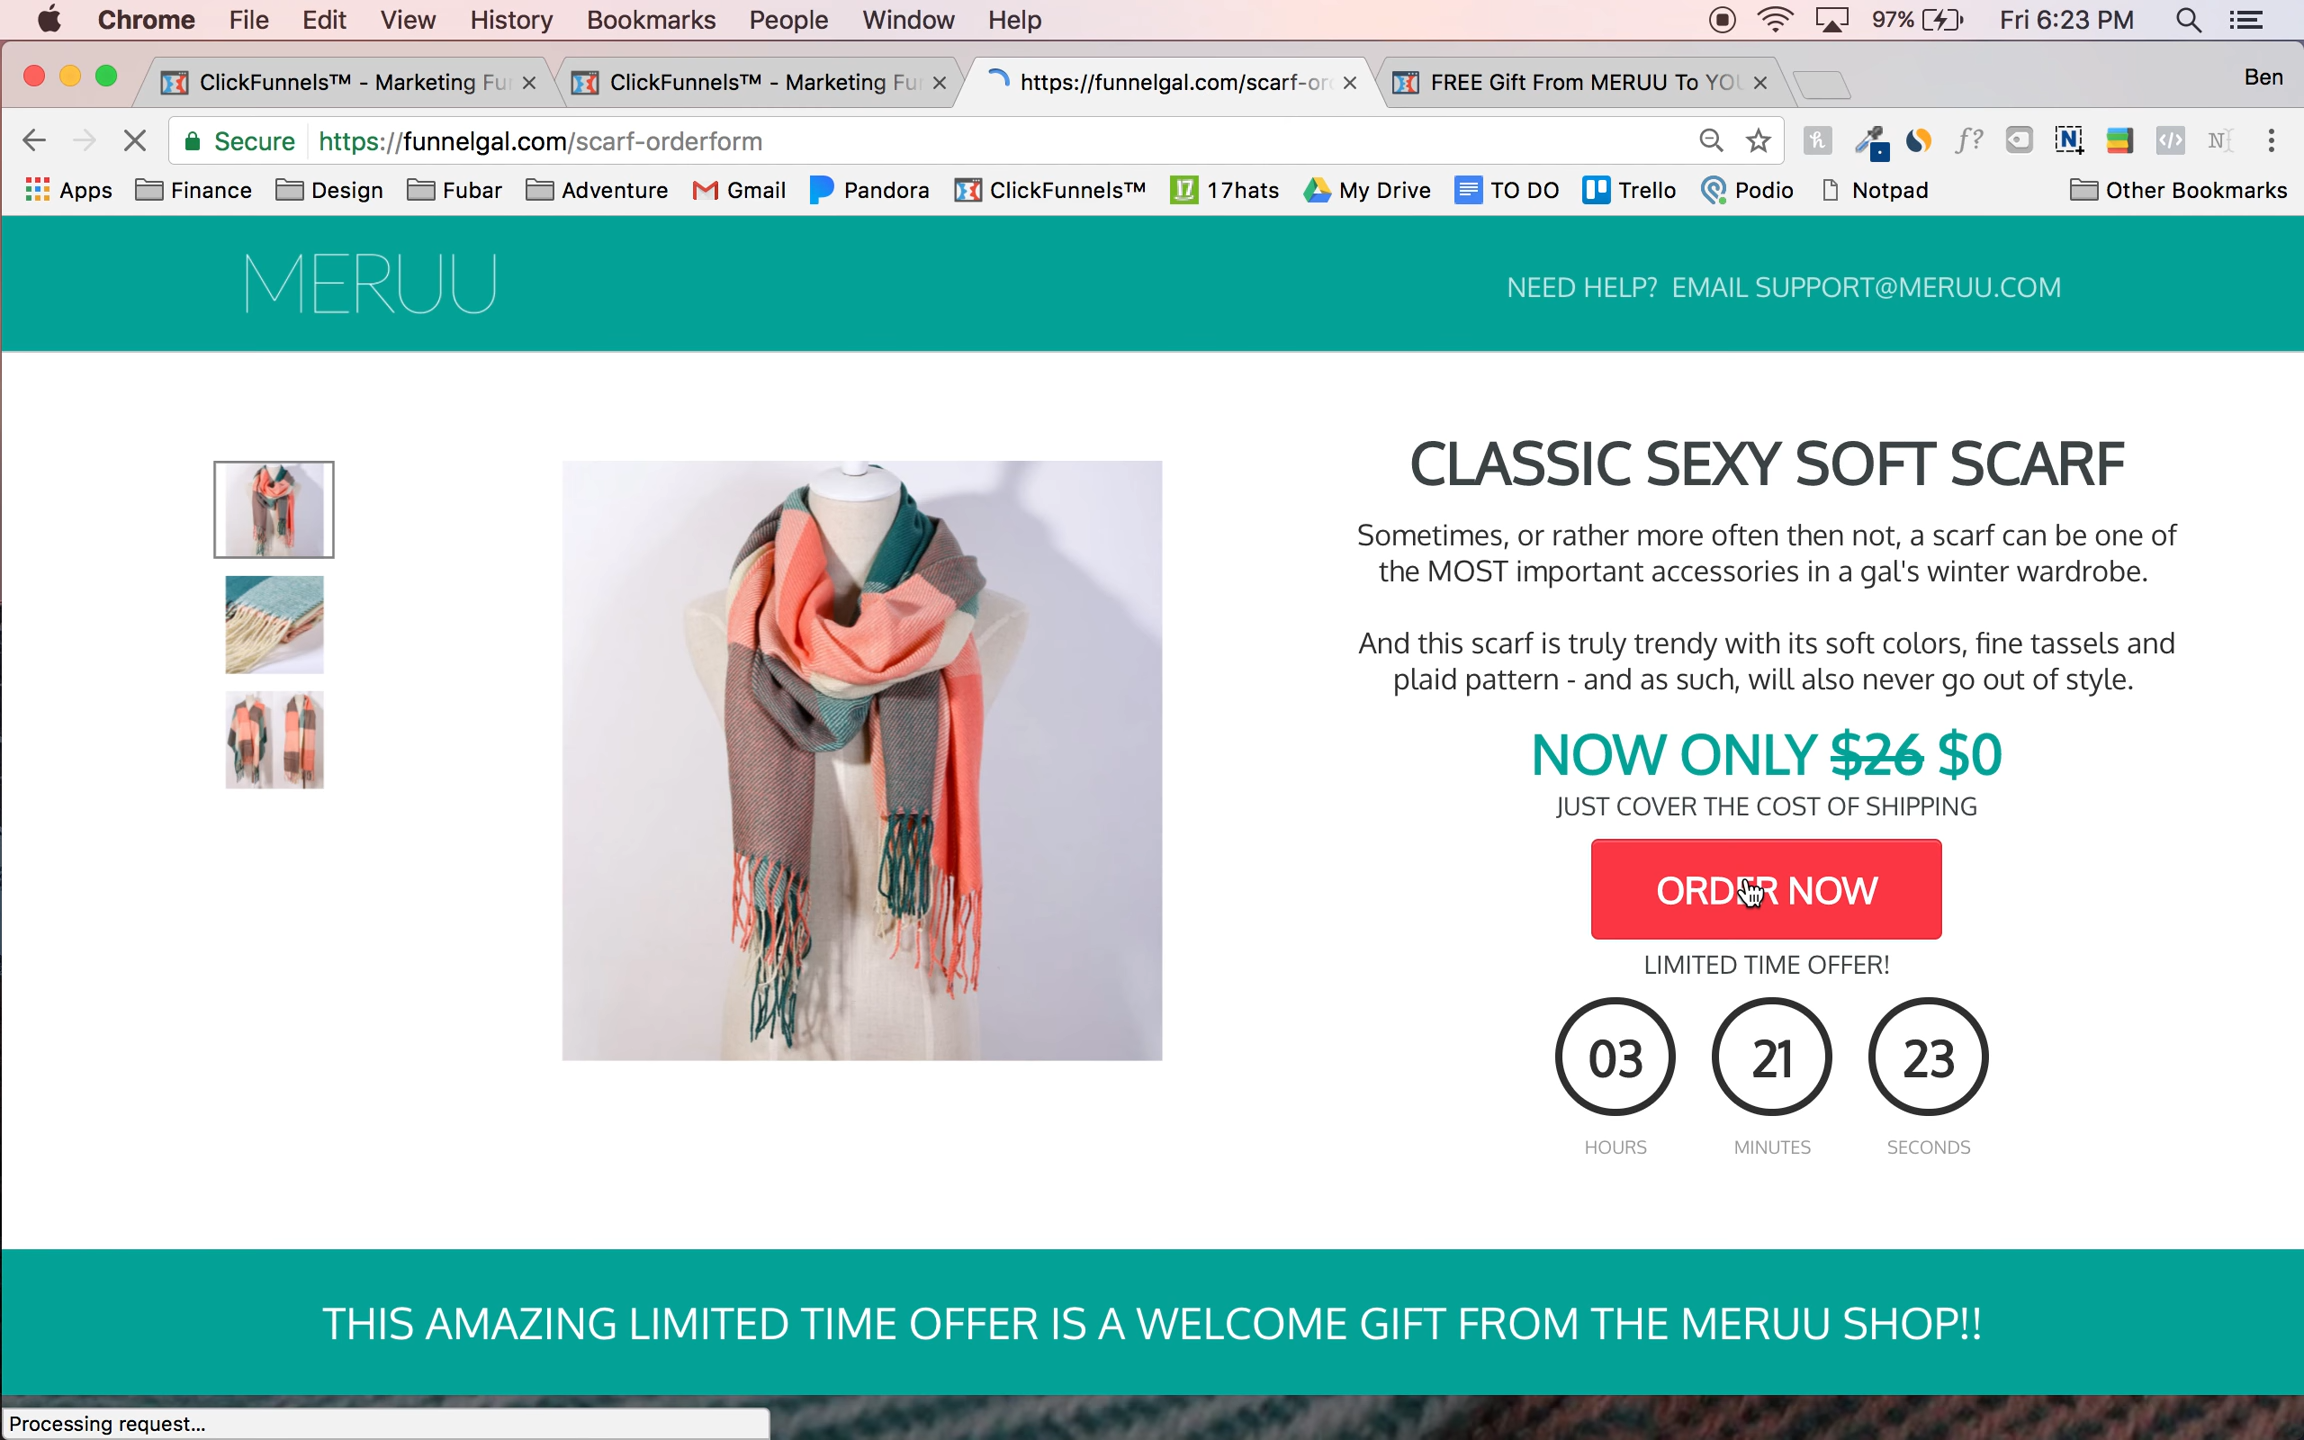 Chrome File Edit View History Bookmarks People Window Help 97% Fri 6:23 PM
ClickFunnels™ - Marketing Fu ClickFunnels™ - Marketing Fu https://funnelgal.com/scarf-or FREE Gift From MERUU To YOU Ben
Secure https://funnelgal.com/scarf-orderform
Apps Finance Design Fubar Adventure Gmail Pandora ClickFunnels™ 17hats My Drive TO DO Trello Podio Notpad Other Bookmarks
MERUU
NEED HELP? EMAIL SUPPORT@MERUU.COM
CLASSIC SEXY SOFT SCARF
Sometimes, or rather more often then not, a scarf can be one of
the MOST important accessories in a gal's winter wardrobe.
And this scarf is truly trendy with its soft colors, fine tassels and
plaid pattern - and as such, will also never go out of style.
NOW ONLY $26 $0
JUST COVER THE COST OF SHIPPING
ORDER NOW
LIMITED TIME OFFER!
03 21 23
HOURS MINUTES SECONDS
THIS AMAZING LIMITED TIME OFFER IS A WELCOME GIFT FROM THE MERUU SHOP!!
Processing request...